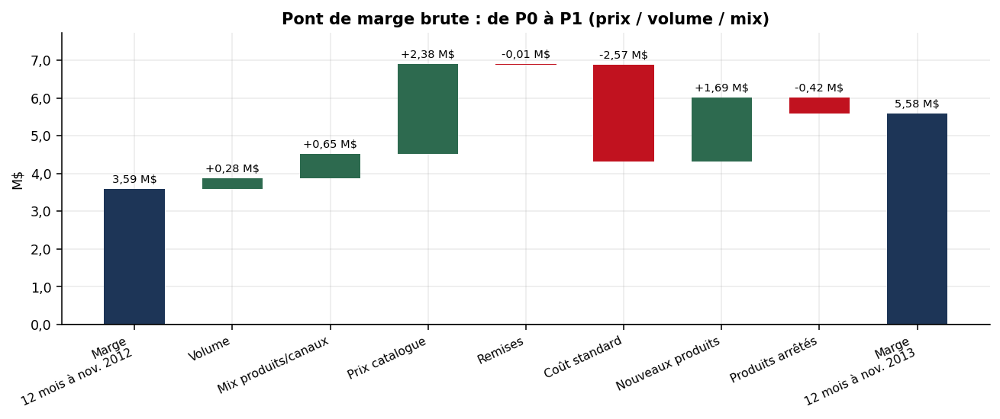 Pont de marge brute : de P0 à P1 (prix / volume / mix)
M$
7,0
6,0
5,0
4,0
3,0
2,0
1,0
0,0
3,59 M$
+0,28 M$
+0,65 M$
+2,38 M$
-0,01 M$
-2,57 M$
+1,69 M$
-0,42 M$
5,58 M$
Marge
12 mois à nov. 2012
Volume
Mix produits/canaux
Prix catalogue
Remises
Coût standard
Nouveaux produits
Produits arrêtés
Marge
12 mois à nov. 2013